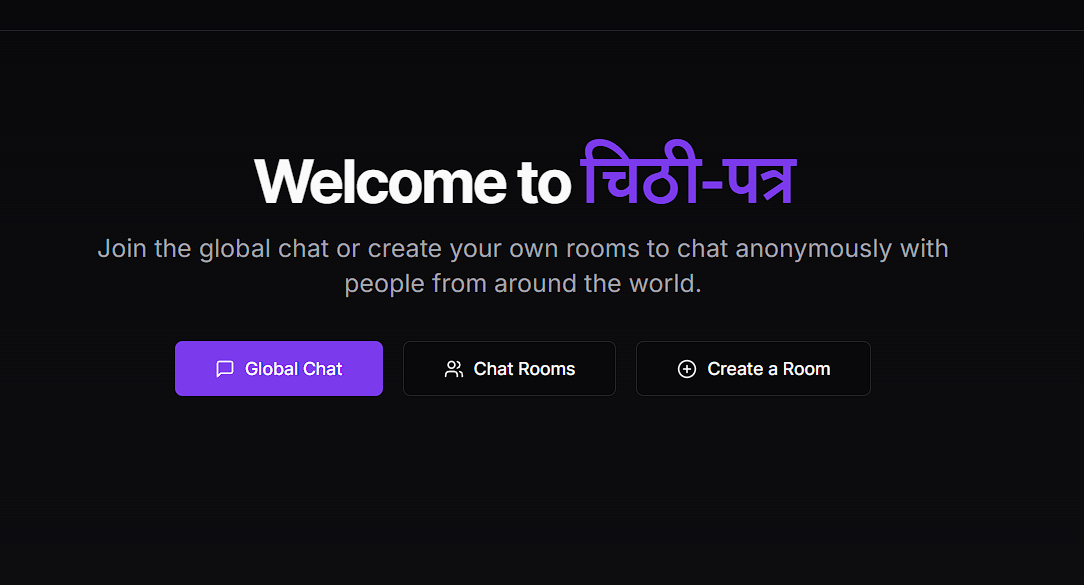 Welcome to चिठी-पत्र
Join the global chat or create your own rooms to chat anonymously with
people from around the world.
Global Chat
Chat Rooms
Create a Room